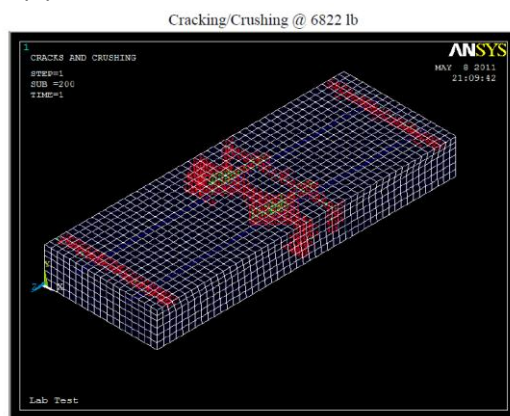 Cracking/Crushing @ 6822 lb
1
ANSYS
CRACKS AND CRUSHING
MAY 8 2011
21:09:42
STEP=1
SUB =200
TIME=1
Y
Z X
Lab Test